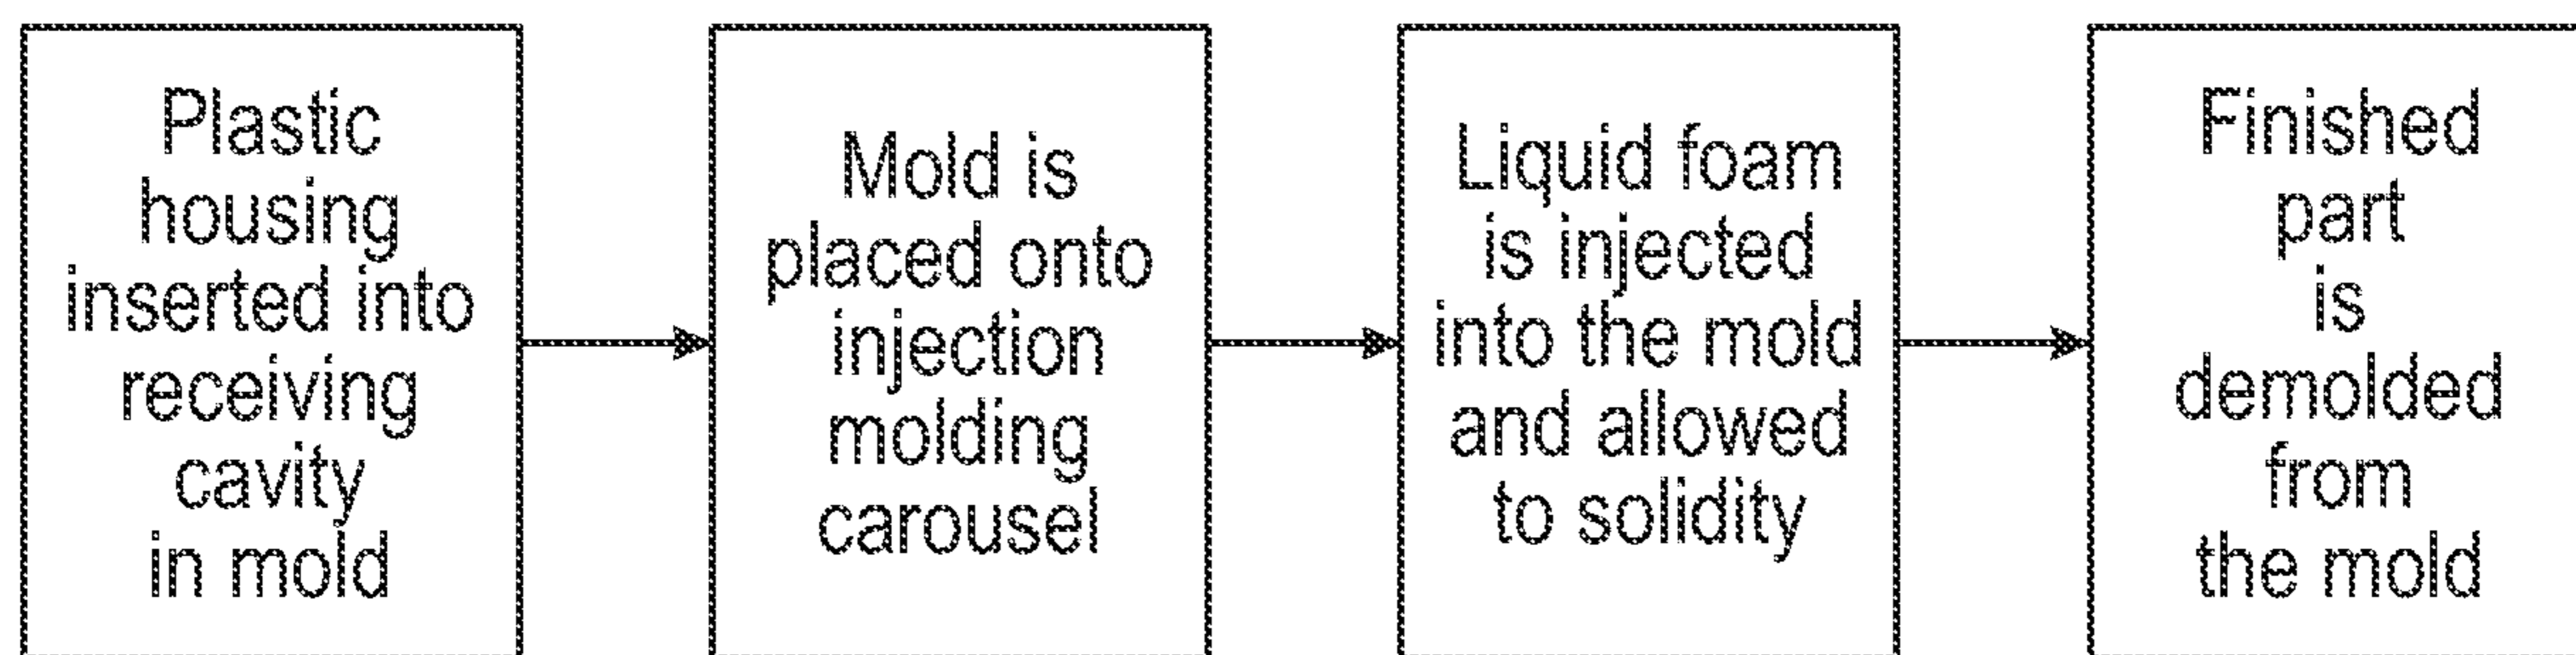 Plastic
housing
inserted into
receiving
cavity
in mold
Mold is
placed onto
injection
molding
carousel
Liquid foam
is injected
into the mold
and allowed
to solidity
Finished
part
is
demolded
from
the mold